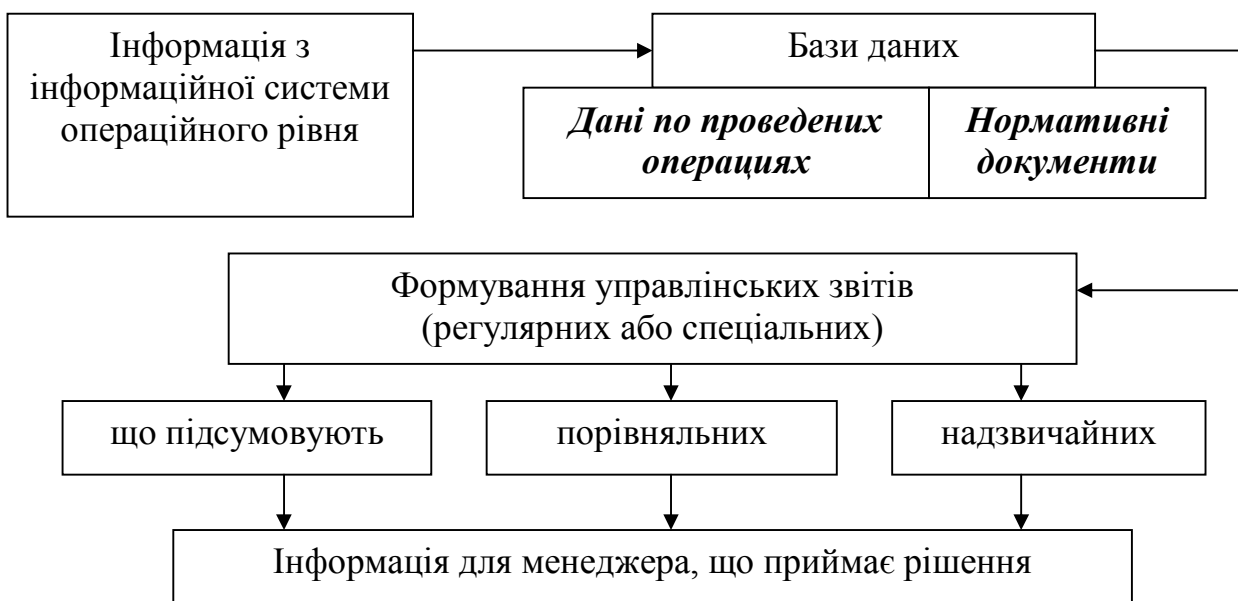 Інформація з
інформаційної системи
операційного рівня
Бази даних
Дані по проведених
операциях
Нормативні
документи
Формування управлінських звітів
(регулярних або спеціальних)
що підсумовують
порівняльних
надзвичайних
Інформація для менеджера, що приймає рішення